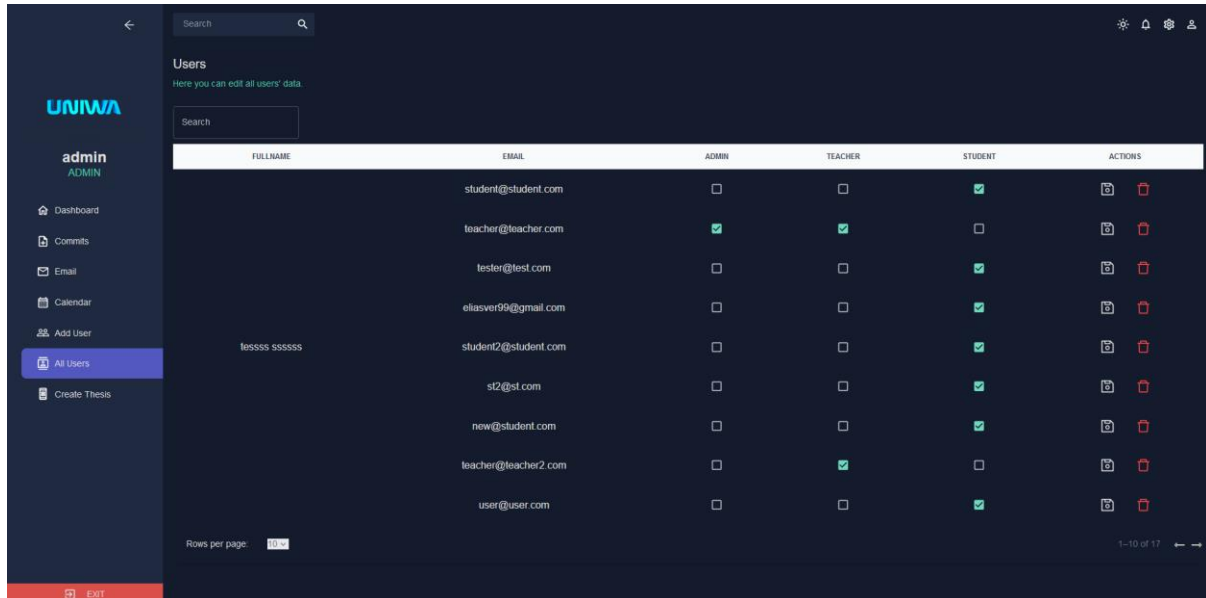 Search
Users
Here you can edit all users' data.
UNIWA
Search
admin
ADMIN
FULLNAME EMAIL ADMIN TEACHER STUDENT ACTIONS
student@student.com
Dashboard
teacher@teacher.com
Commits
Email
tester@test.com
Calendar
eliasver99@gmail.com
Add User
tessss ssssss student2@student.com
All Users
st2@st.com
Create Thesis
new@student.com
teacher@teacher2.com
user@user.com
Rows per page: 10
1–10 of 17
EXIT